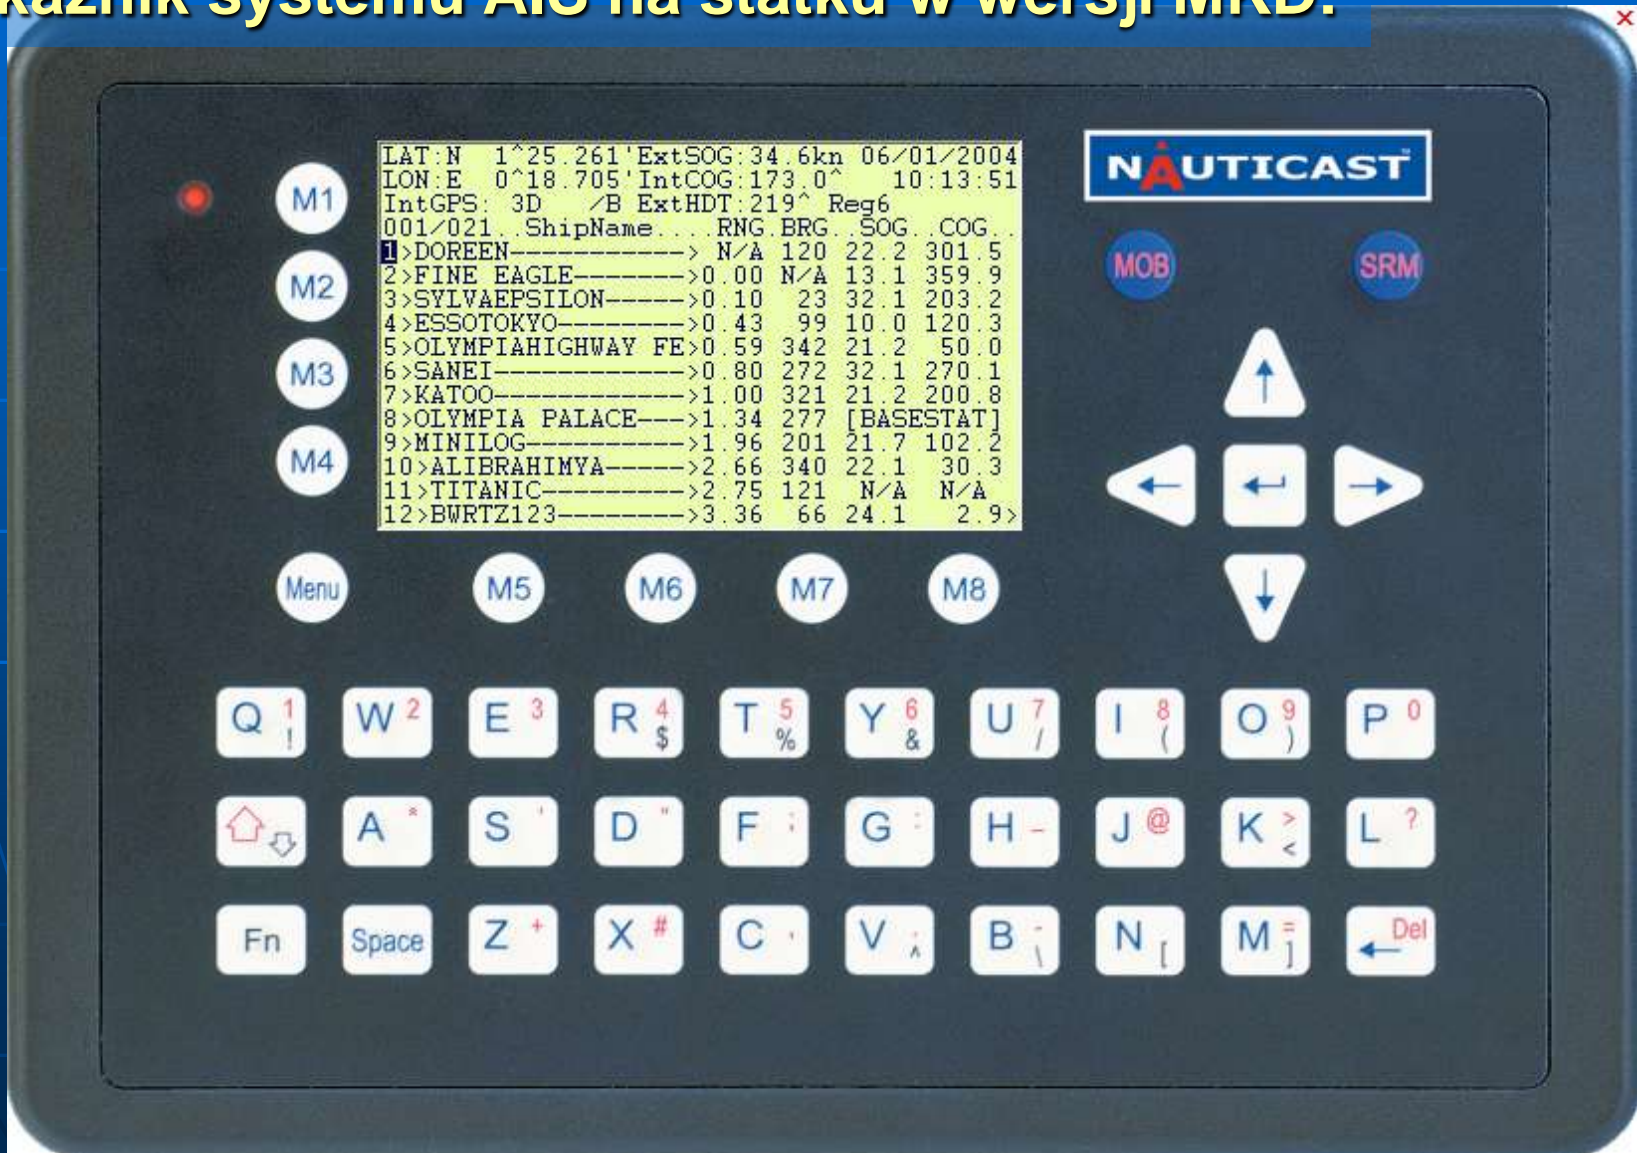 systemu AIS na statku w wersji MKD.
LAT:N 1^25.261'ExtSOG:34.6kn 06/01/2004
LON:E 0^18.705'IntCOG:173.0^ 10:13:51
IntGPS: 3D /B ExtHDT:219^ Reg6
001/021..ShipName....RNG.BRG..SOG..COG..
1>DOREEN------------> N/A 120 22.2 301.5
2>FINE EAGLE-------->0.00 N/A 13.1 359.9
3>SYLVAEPSILON----->0.10 23 32.1 203.2
4>ESSOTOKYO-------->0.43 99 10.0 120.3
5>OLYMPIAHIGHWAY FE>0.59 342 21.2 50.0
6>SANEI------------->0.80 272 32.1 270.1
7>KATOO------------->1.00 321 21.2 200.8
8>OLYMPIA PALACE--->1.34 277 [BASESTAT]
9>MINILOG---------->1.96 201 21.7 102.2
10>ALIBRAHIMYA----->2.66 340 22.1 30.3
11>TITANIC--------->2.75 121 N/A N/A
12>BWRTZ123-------->3.36 66 24.1 2.9>
NAUTICAST
M1
M2
M3
M4
MOB SRM
Menu M5 M6 M7 M8
Q 1 ! W 2 E 3 R 4 $ T 5 % Y 6 & U 7 / I 8 ( O 9 ) P 0
A * S ' D " F ; G : H _ J @ K > < L ?
Fn Space Z + X # C , V . ^ B - \ N [ M = ] Del